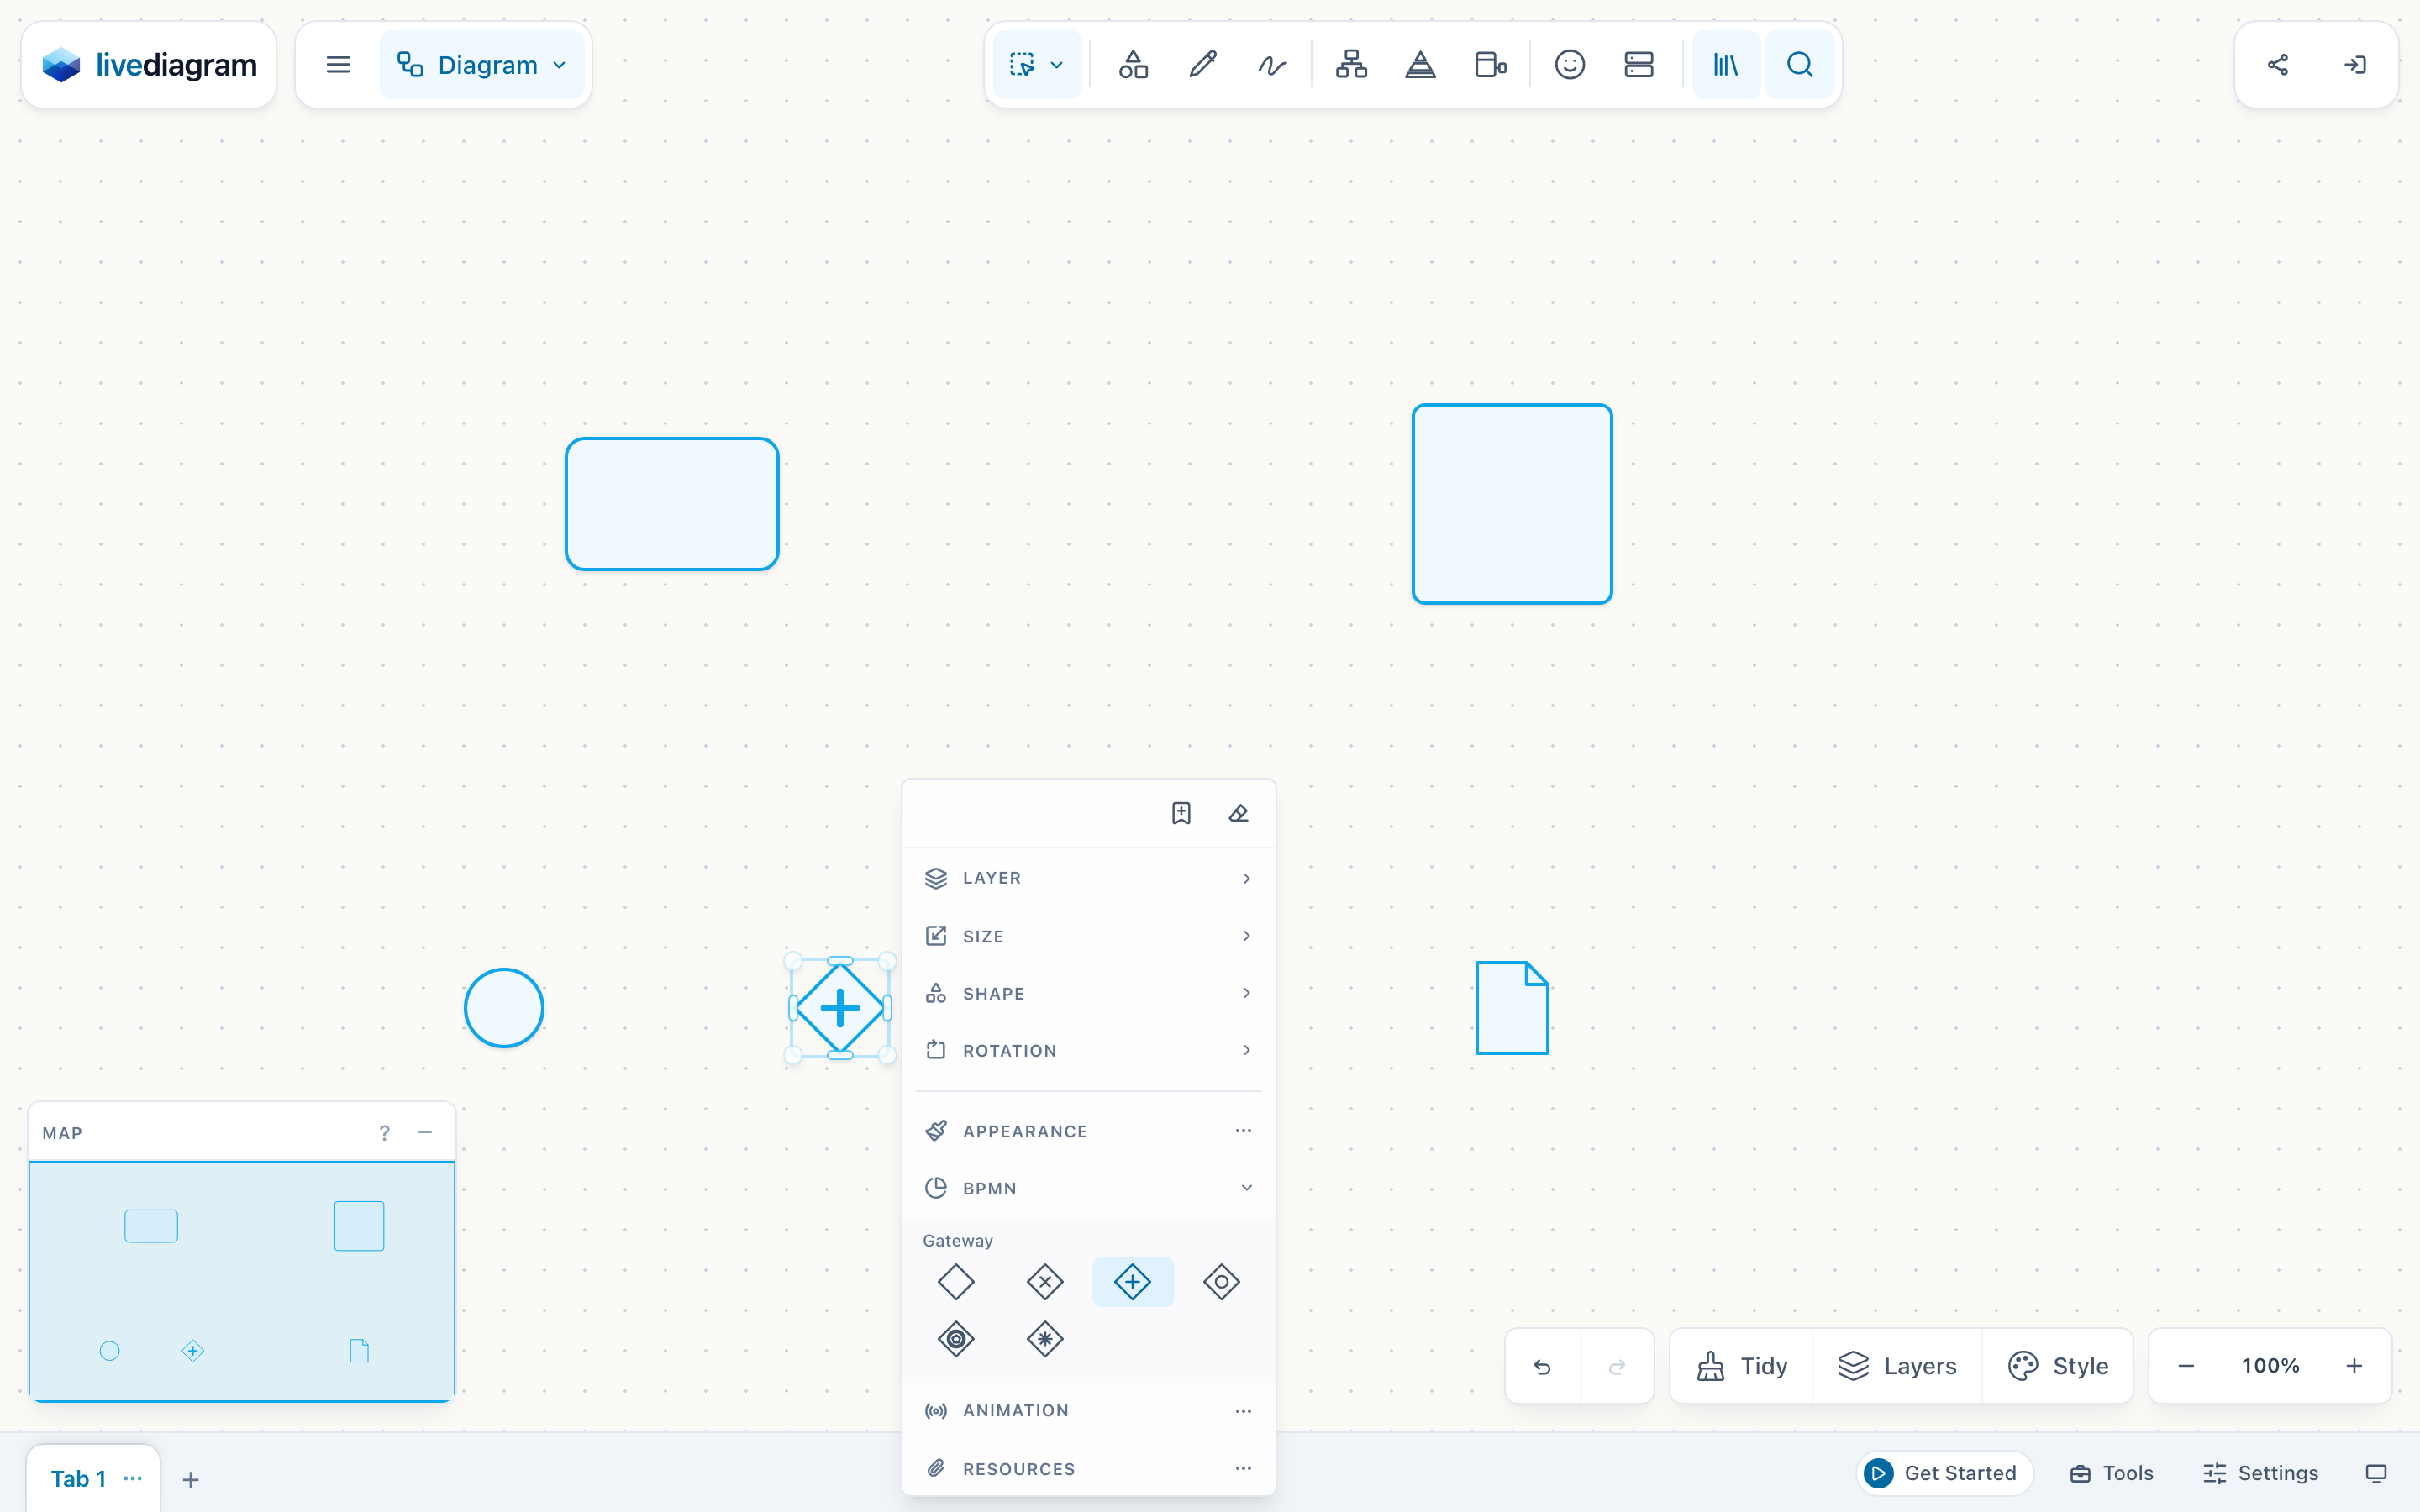 livediagram
Diagram
LAYER
SIZE
SHAPE
ROTATION
APPEARANCE
BPMN
Gateway
ANIMATION
RESOURCES
MAP
?
Tidy
Layers
Style
100%
Tab 1
Get Started
Tools
Settings